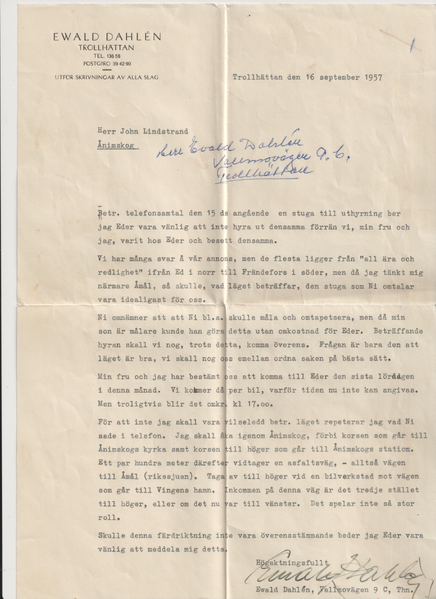 EWALD DAHLÉN
TROLLHÄTTAN
TEL. 136 56
POSTGIRO 39 42 90
UTFÖR SKRIVNINGAR AV ALLA SLAG
Trollhättan den 16 september 1957
Herr John Lindstrand
Ånimskog
Herr Ewald Dahlén
Vallmovägen 9.C.
Trollhättan
Betr. telefonsamtal den 15 ds angående en stuga till uthyrning ber
jag Eder vara vänlig att inte hyra ut densamma förrän vi, min fru och
jag, varit hos Eder och besett densamma.
Vi har många svar å vår annons, men de flesta ligger från "all ära och
redlighet" ifrån Ed i norr till Frändefors i söder, men då jag tänkt mig
närmare Åmål, så skulle, vad läget beträffar, den stuga som Ni omtalar
vara idealigast för oss.
Ni omnämner att att Ni bl.a. skulle måla och omtapetsera, men då min
son är målare kunde han göra detta utan omkostnad för Eder. Beträffande
hyran skall vi nog, trots detta, komma överens. Frågan är bara den att
läget är bra, vi skall nog oss emellan ordna saken på bästa sätt.
Min fru och jag har bestämt oss att komma till Eder den sista lördagen
i denna månad. Vi kommer då per bil, varför tiden nu inte kan angivas.
Men troligtvis blir det omkr. kl 17.00.
För att inte jag skall vara vilseledd betr. läget repeterar jag vad Ni
sade i telefon. Jag skall åka igenom Ånimskog, förbi korsen som går till
Ånimskogs kyrka samt korsen till höger som går till Ånimskogs station.
Ett par hundra meter därefter vidtager en asfaltsväg, - alltså vägen
till Åmål (rikssjuan). Taga av till höger vid en bilverkstad mot vägen
som går till Vingens hamn. Inkommen på denna väg är det tredje stället
till höger, eller om det nu var till vänster. Det spelar inte så stor
roll.
Skulle denna färdriktning inte vara överensstämmande beder jag Eder vara
vänlig att meddela mig detta.
Högaktningsfullt
Ewald Dahlén
Ewald Dahlén, Vallmovägen 9 C, Thn.